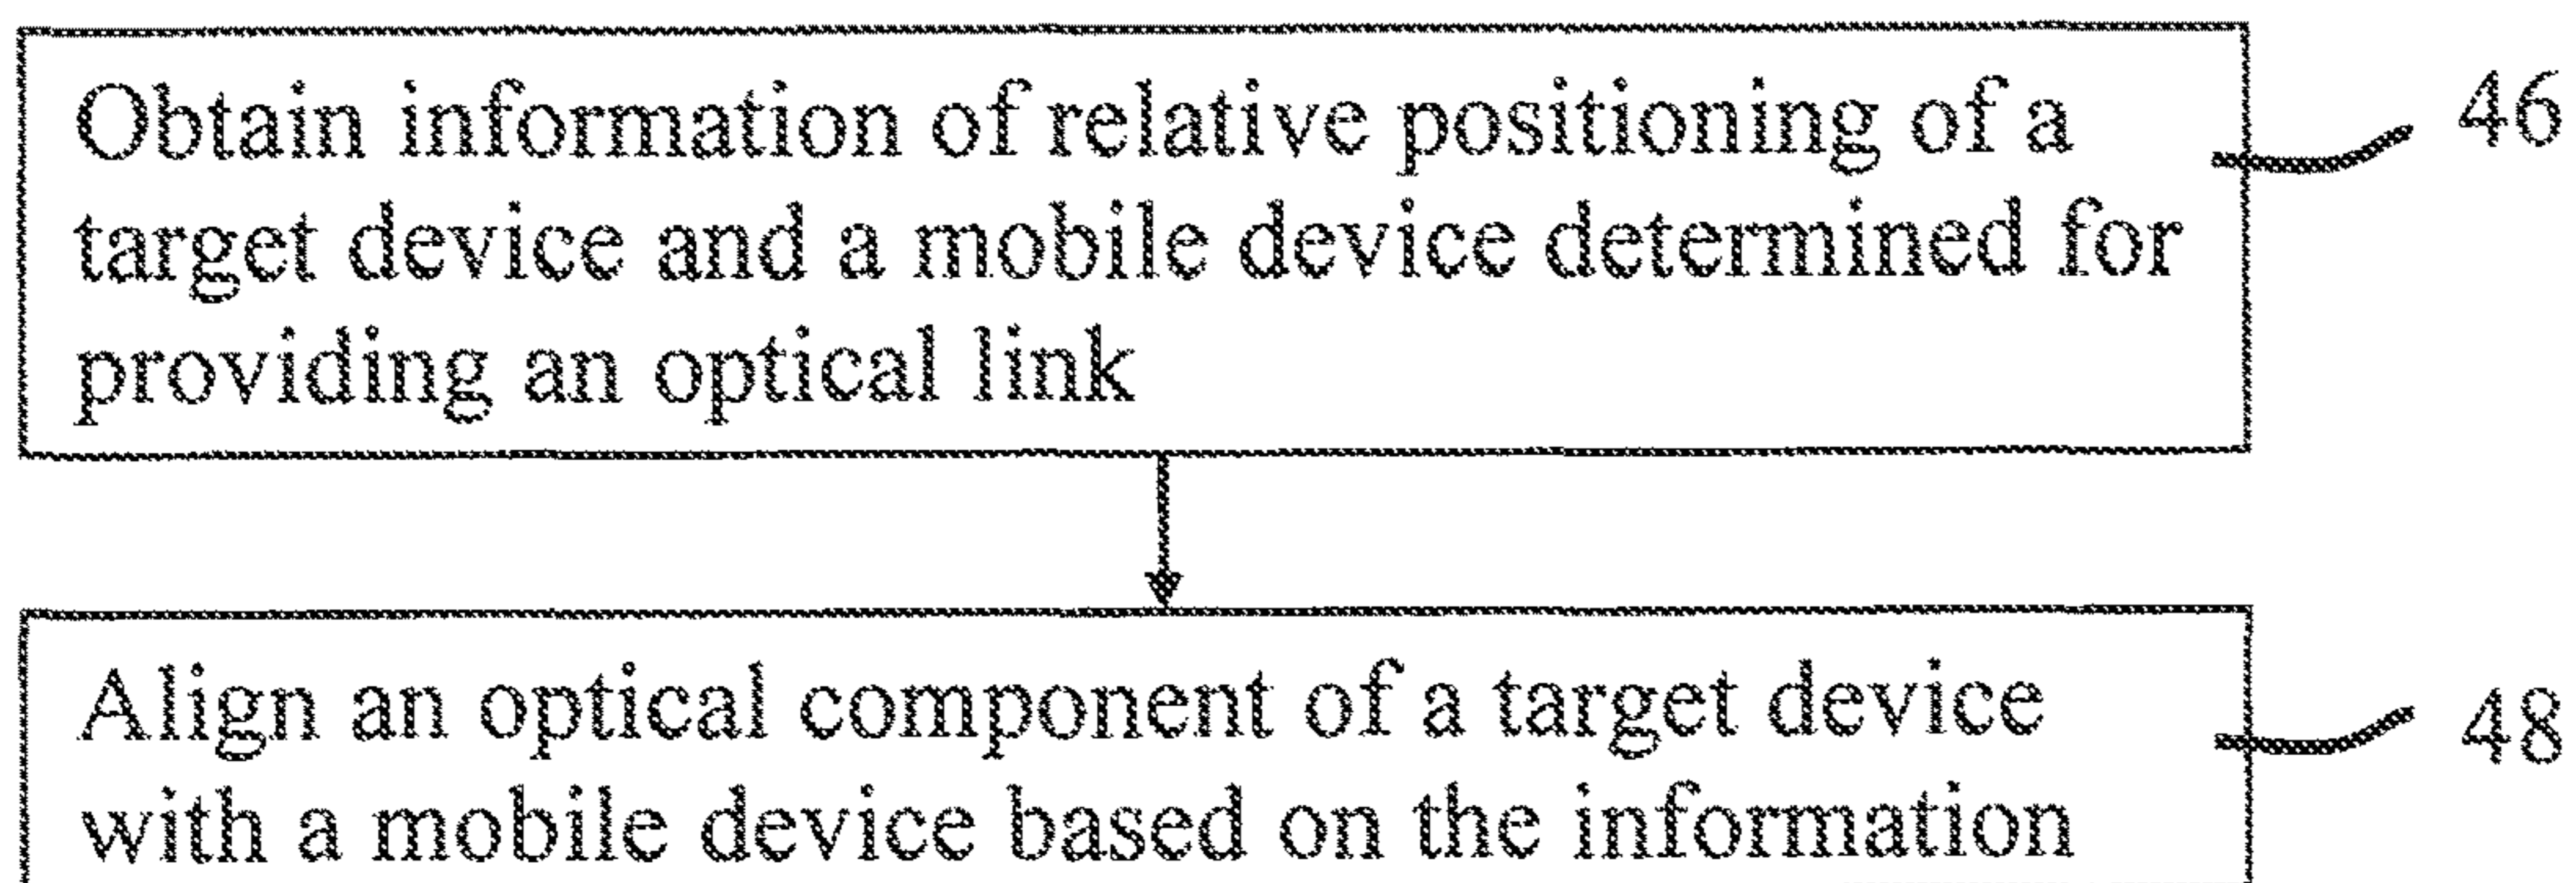 Obtain information of relative positioning of a
46
target device and a mobile device determined for
providing an optical link
Align an optical component of a target device
48
with a mobile device based on the information